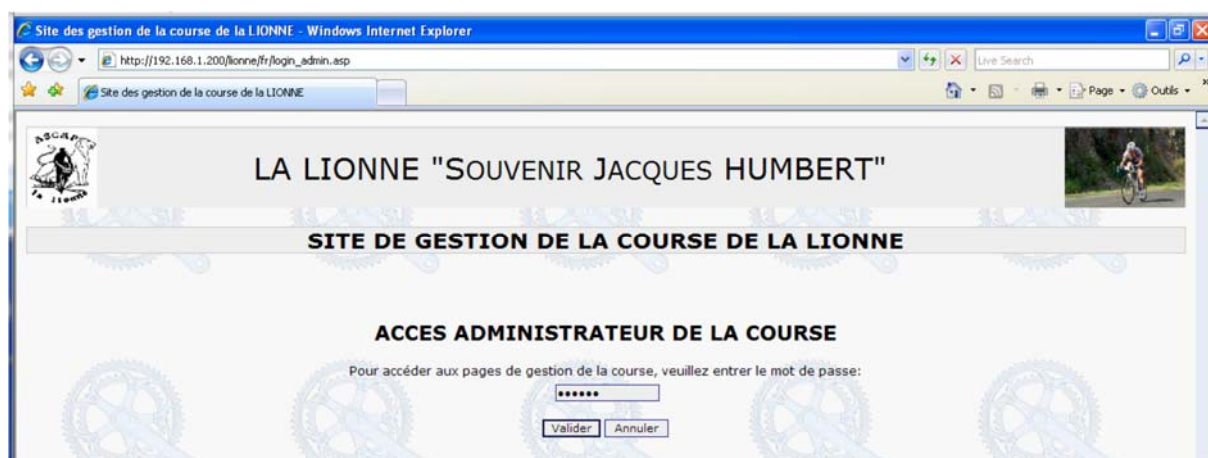 Site des gestion de la course de la LIONNE - Windows Internet Explorer
http://192.168.1.200/lionne/fr/login_admin.asp
Live Search
Site des gestion de la course de la LIONNE
Page
Outils
ASCAP
la lionne
LA LIONNE "SOUVENIR JACQUES HUMBERT"
SITE DE GESTION DE LA COURSE DE LA LIONNE
ACCES ADMINISTRATEUR DE LA COURSE
Pour accéder aux pages de gestion de la course, veuillez entrer le mot de passe:
••••••
Valider Annuler